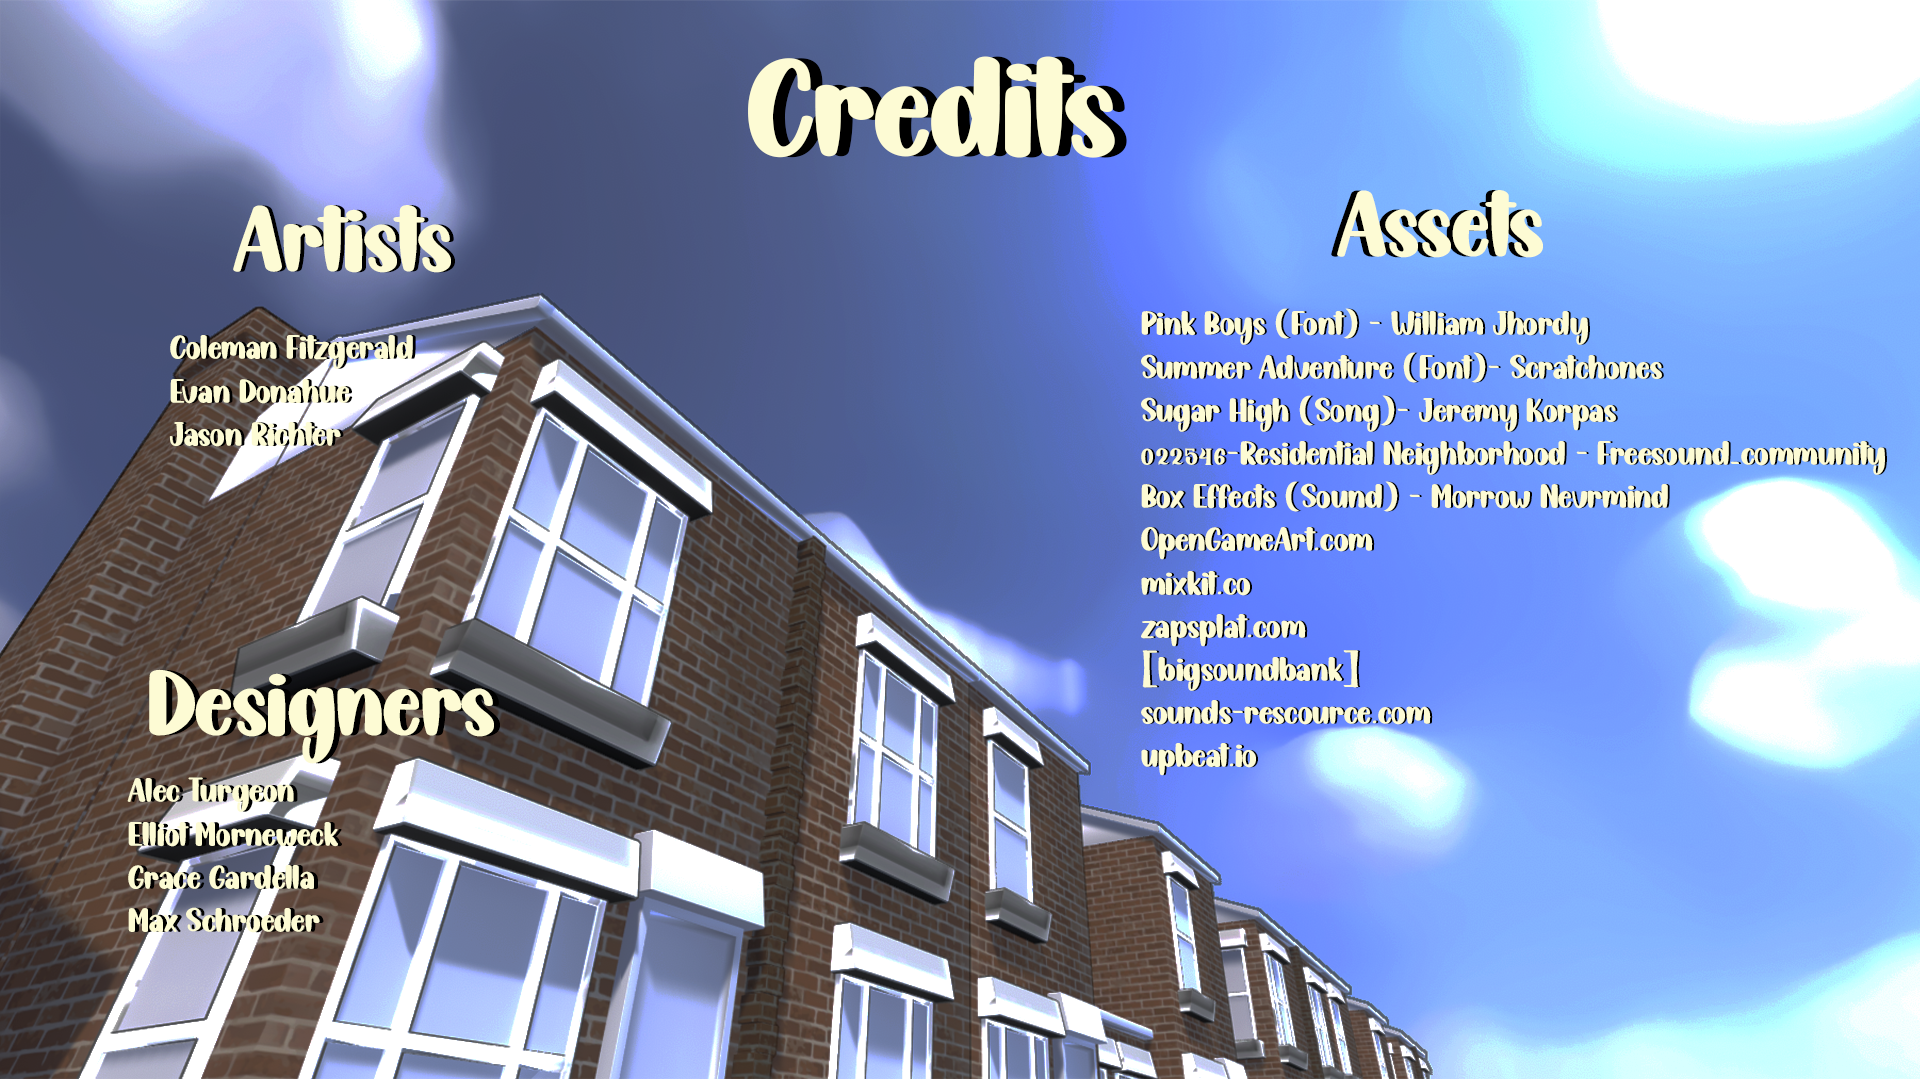 Credits
Artists
Coleman Fitzgerald
Evan Donahue
Jason Richter
Designers
Alec Turgeon
Elliot Morneweck
Grace Gardella
Max Schroeder
Assets
Pink Boys (Font) - William Jhordy
Summer Adventure (Font)- Scratchones
Sugar High (Song)- Jeremy Korpas
022546-Residential Neighborhood - Freesound_community
Box Effects (Sound) - Morrow Nevrmind
OpenGameArt.com
mixkit.co
zapsplat.com
[bigsoundbank]
sounds-rescource.com
upbeat.io